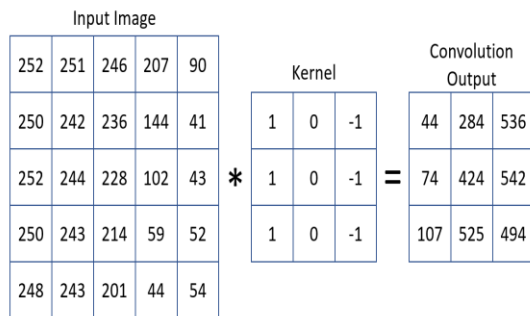 Input Image
252 251 246 207 90
250 242 236 144 41
252 244 228 102 43
250 243 214 59 52
248 243 201 44 54
*
Kernel
1 0 -1
1 0 -1
1 0 -1
=
Convolution
Output
44 284 536
74 424 542
107 525 494